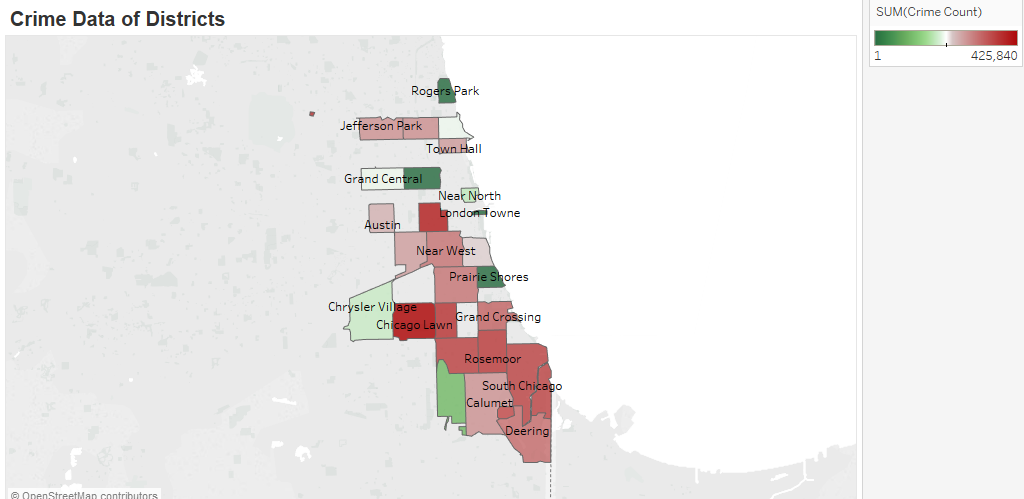 Crime Data of Districts
SUM(Crime Count)
1
425,840
Rogers Park
Jefferson Park
Town Hall
Grand Central
Near North
London Towne
Austin
Near West
Prairie Shores
Chrysler Village
Grand Crossing
Chicago Lawn
Rosemoor
South Chicago
Calumet
Deering
© OpenStreetMap contributors